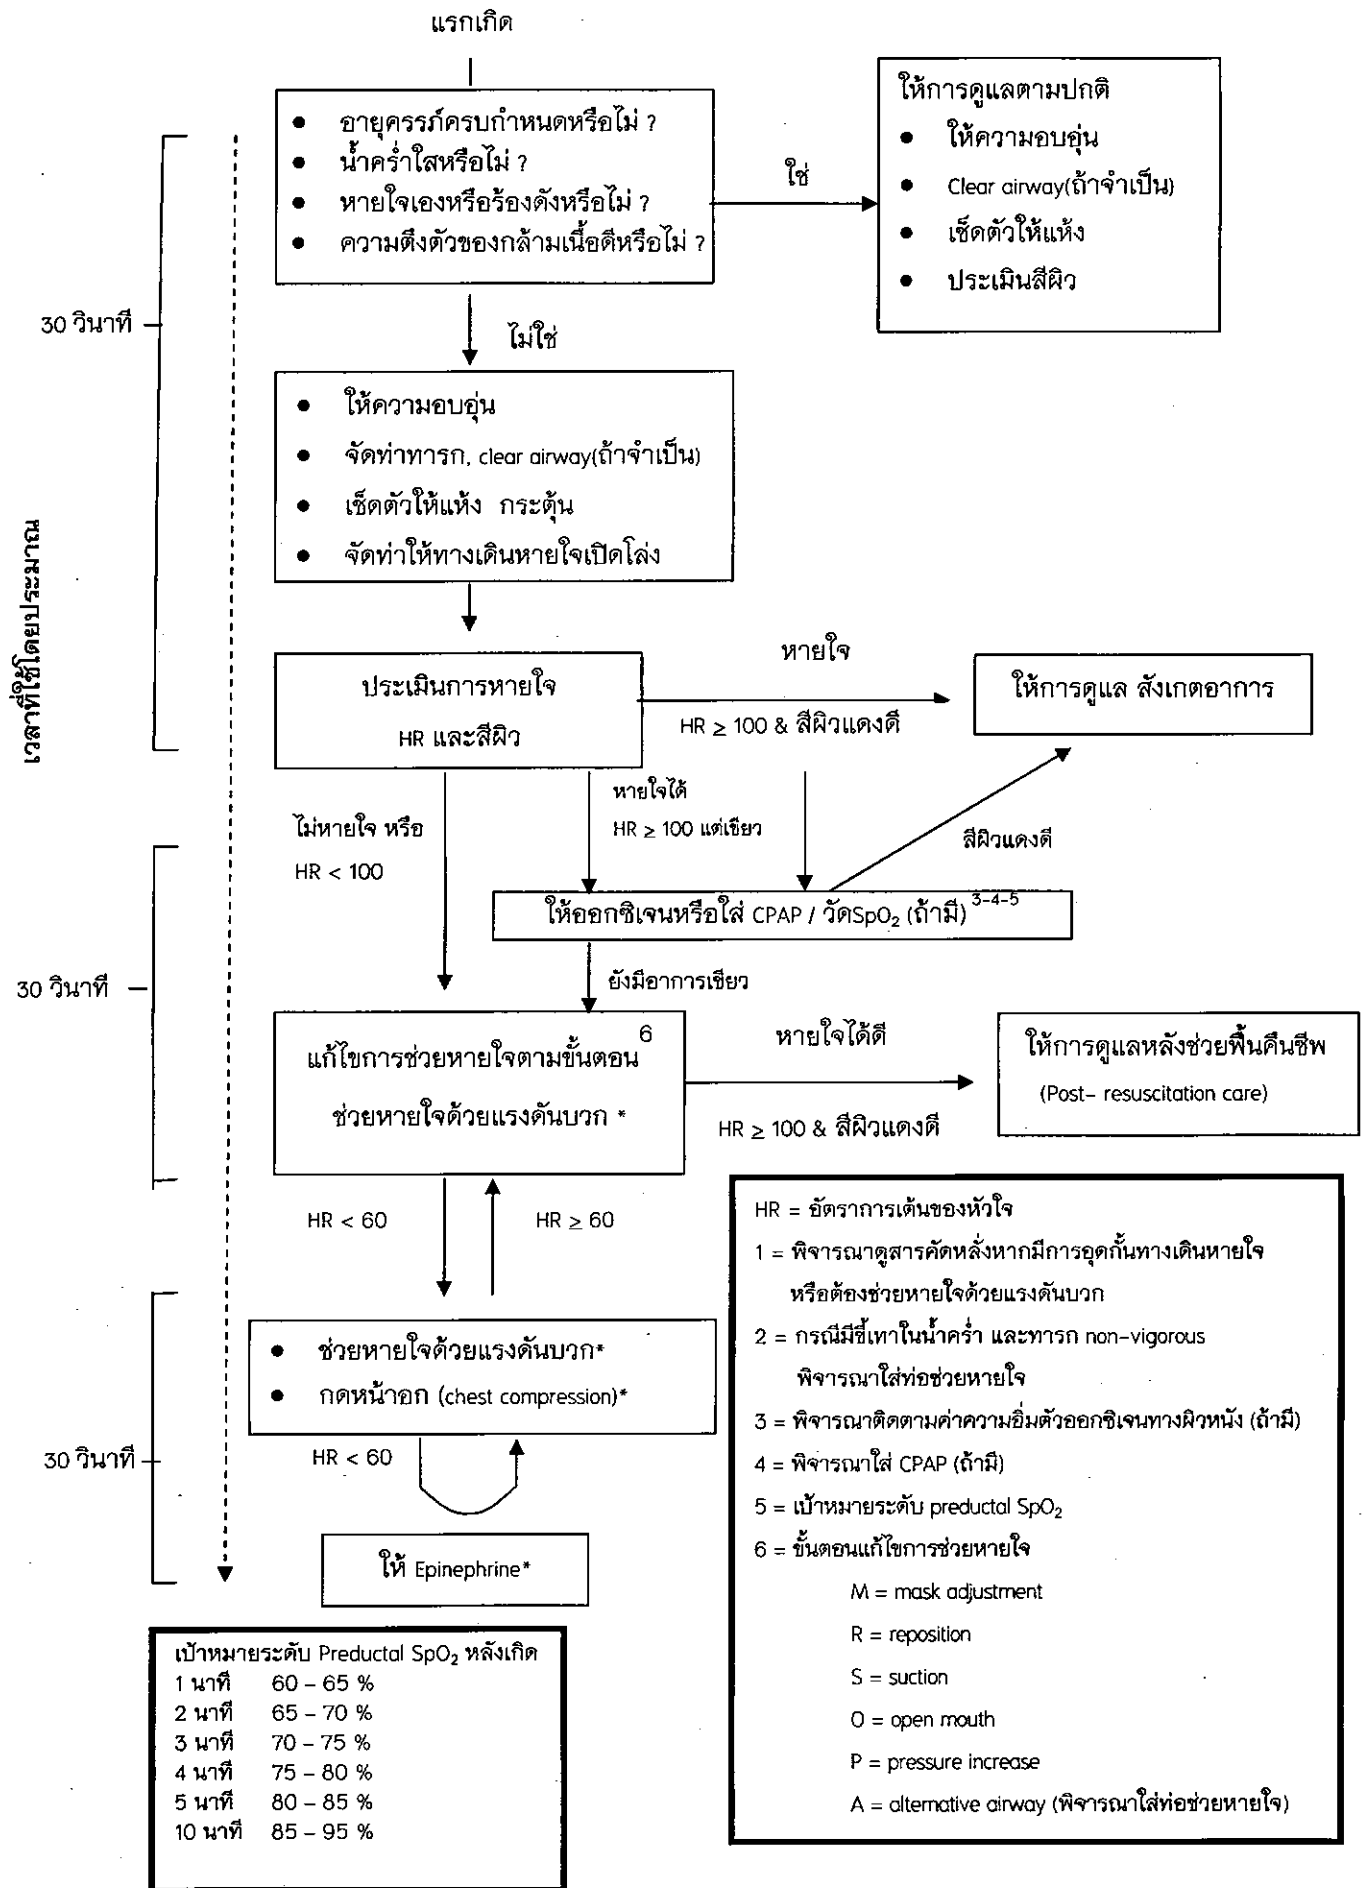 แรกเกิด
● อายุครรภ์ครบกำหนดหรือไม่ ?
● น้ำคร่ำใสหรือไม่ ?
● หายใจเองหรือร้องดังหรือไม่ ?
● ความตึงตัวของกล้ามเนื้อดีหรือไม่ ?
ใช่
ให้การดูแลตามปกติ
● ให้ความอบอุ่น
● Clear airway(ถ้าจำเป็น)
● เช็ดตัวให้แห้ง
● ประเมินสีผิว
30 วินาที
ไม่ใช่
● ให้ความอบอุ่น
● จัดท่าทารก, clear airway(ถ้าจำเป็น)
● เช็ดตัวให้แห้ง กระตุ้น
● จัดท่าให้ทางเดินหายใจเปิดโล่ง
เวลาที่ใช้โดยประมาณ
ประเมินการหายใจ
HR และสีผิว
หายใจ
HR ≥ 100 & สีผิวแดงดี
ให้การดูแล สังเกตอาการ
ไม่หายใจ หรือ
HR < 100
หายใจได้
HR ≥ 100 แต่เขียว
สีผิวแดงดี
ให้ออกซิเจนหรือใส่ CPAP / วัดSpO₂ (ถ้ามี) 3-4-5
30 วินาที
ยังมีอาการเขียว
แก้ไขการช่วยหายใจตามขั้นตอน 6
ช่วยหายใจด้วยแรงดันบวก *
หายใจได้ดี
HR ≥ 100 & สีผิวแดงดี
ให้การดูแลหลังช่วยฟื้นคืนชีพ
(Post- resuscitation care)
HR < 60
HR ≥ 60
● ช่วยหายใจด้วยแรงดันบวก*
● กดหน้าอก (chest compression)*
30 วินาที
HR < 60
ให้ Epinephrine*
HR = อัตราการเต้นของหัวใจ
1 = พิจารณาดูสารคัดหลั่งหากมีการอุดกั้นทางเดินหายใจ
หรือต้องช่วยหายใจด้วยแรงดันบวก
2 = กรณีมีขี้เทาในน้ำคร่ำ และทารก non-vigorous
พิจารณาใส่ท่อช่วยหายใจ
3 = พิจารณาติดตามค่าความอิ่มตัวออกซิเจนทางผิวหนัง (ถ้ามี)
4 = พิจารณาใส่ CPAP (ถ้ามี)
5 = เป้าหมายระดับ preductal SpO₂
6 = ขั้นตอนแก้ไขการช่วยหายใจ
M = mask adjustment
R = reposition
S = suction
O = open mouth
P = pressure increase
A = alternative airway (พิจารณาใส่ท่อช่วยหายใจ)
เป้าหมายระดับ Preductal SpO₂ หลังเกิด
1 นาที 60 – 65 %
2 นาที 65 – 70 %
3 นาที 70 – 75 %
4 นาที 75 – 80 %
5 นาที 80 – 85 %
10 นาที 85 – 95 %